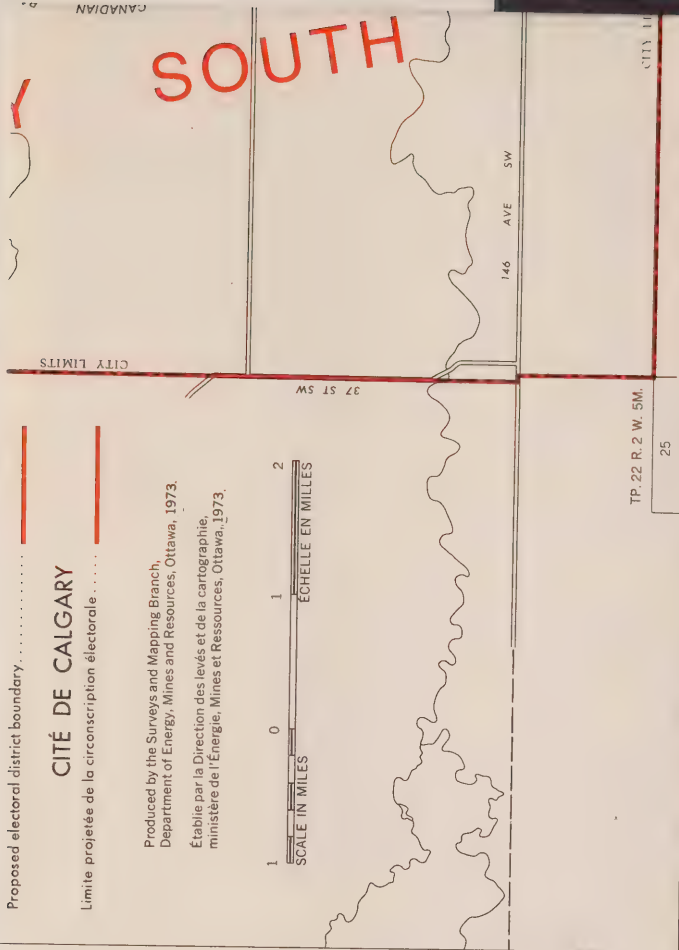 Proposed electoral district boundary..............
CITÉ DE CALGARY
Limite projetée de la circonscription électorale......
Produced by the Surveys and Mapping Branch,
Department of Energy, Mines and Resources, Ottawa, 1973.
Établie par la Direction des levés et de la cartographie,
ministère de l'Énergie, Mines et Ressources, Ottawa, 1973.
1 0 1 2
SCALE IN MILES ÉCHELLE EN MILLES
CANADIAN
Y SOUTH
CITY LIMITS
37 ST SW
146 AVE SW
CITY
TP. 22 R. 2 W. 5M.
25